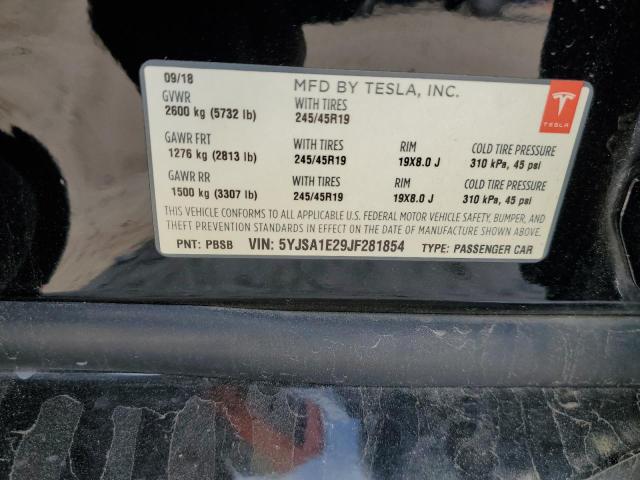 09/18 MFD BY TESLA, INC.
GVWR WITH TIRES
2600 kg (5732 lb) 245/45R19
TESLA
GAWR FRT WITH TIRES RIM COLD TIRE PRESSURE
1276 kg (2813 lb) 245/45R19 19X8.0 J 310 kPa, 45 psi
GAWR RR WITH TIRES RIM COLD TIRE PRESSURE
1500 kg (3307 lb) 245/45R19 19X8.0 J 310 kPa, 45 psi
THIS VEHICLE CONFORMS TO ALL APPLICABLE U.S. FEDERAL MOTOR VEHICLE SAFETY, BUMPER, AND
THEFT PREVENTION STANDARDS IN EFFECT ON THE DATE OF MANUFACTURE SHOWN ABOVE.
PNT: PBSB VIN: 5YJSA1E29JF281854 TYPE: PASSENGER CAR